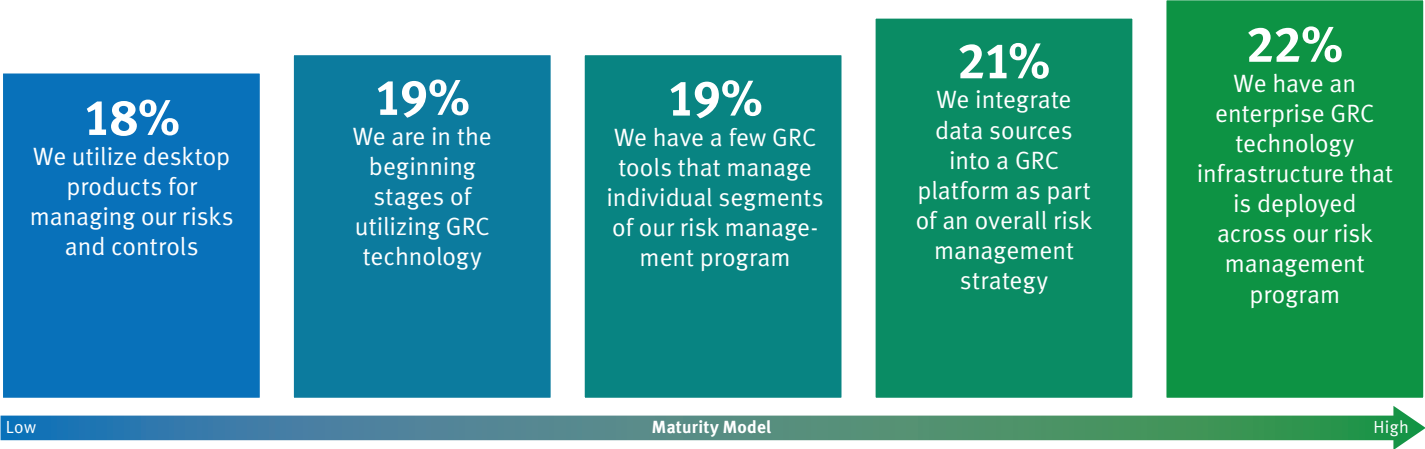 18%
We utilize desktop
products for
managing our risks
and controls
19%
We are in the
beginning
stages of
utilizing GRC
technology
19%
We have a few GRC
tools that manage
individual segments
of our risk manage-
ment program
21%
We integrate
data sources
into a GRC
platform as part
of an overall risk
management
strategy
22%
We have an
enterprise GRC
technology
infrastructure that
is deployed
across our risk
management
program
Low
Maturity Model
High